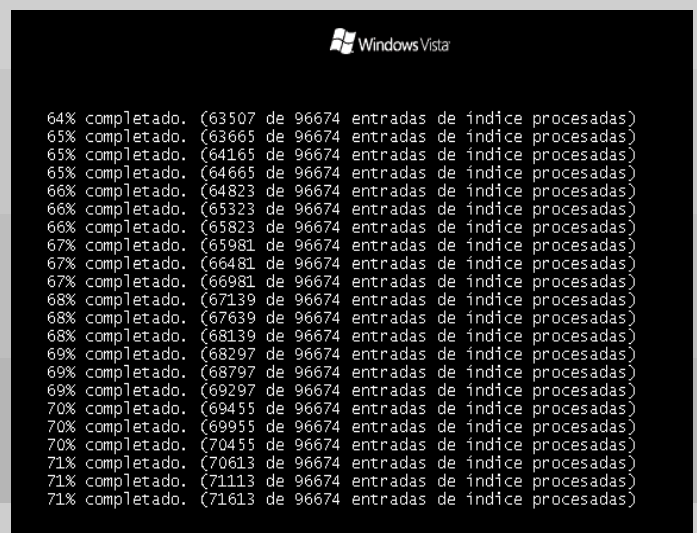 Windows Vista
64% completado. (63507 de 96674 entradas de índice procesadas)
65% completado. (63665 de 96674 entradas de índice procesadas)
65% completado. (64165 de 96674 entradas de índice procesadas)
65% completado. (64665 de 96674 entradas de índice procesadas)
66% completado. (64823 de 96674 entradas de índice procesadas)
66% completado. (65323 de 96674 entradas de índice procesadas)
66% completado. (65823 de 96674 entradas de índice procesadas)
67% completado. (65981 de 96674 entradas de índice procesadas)
67% completado. (66481 de 96674 entradas de índice procesadas)
67% completado. (66981 de 96674 entradas de índice procesadas)
68% completado. (67139 de 96674 entradas de índice procesadas)
68% completado. (67639 de 96674 entradas de índice procesadas)
68% completado. (68139 de 96674 entradas de índice procesadas)
69% completado. (68297 de 96674 entradas de índice procesadas)
69% completado. (68797 de 96674 entradas de índice procesadas)
69% completado. (69297 de 96674 entradas de índice procesadas)
70% completado. (69455 de 96674 entradas de índice procesadas)
70% completado. (69955 de 96674 entradas de índice procesadas)
70% completado. (70455 de 96674 entradas de índice procesadas)
71% completado. (70613 de 96674 entradas de índice procesadas)
71% completado. (71113 de 96674 entradas de índice procesadas)
71% completado. (71613 de 96674 entradas de índice procesadas)